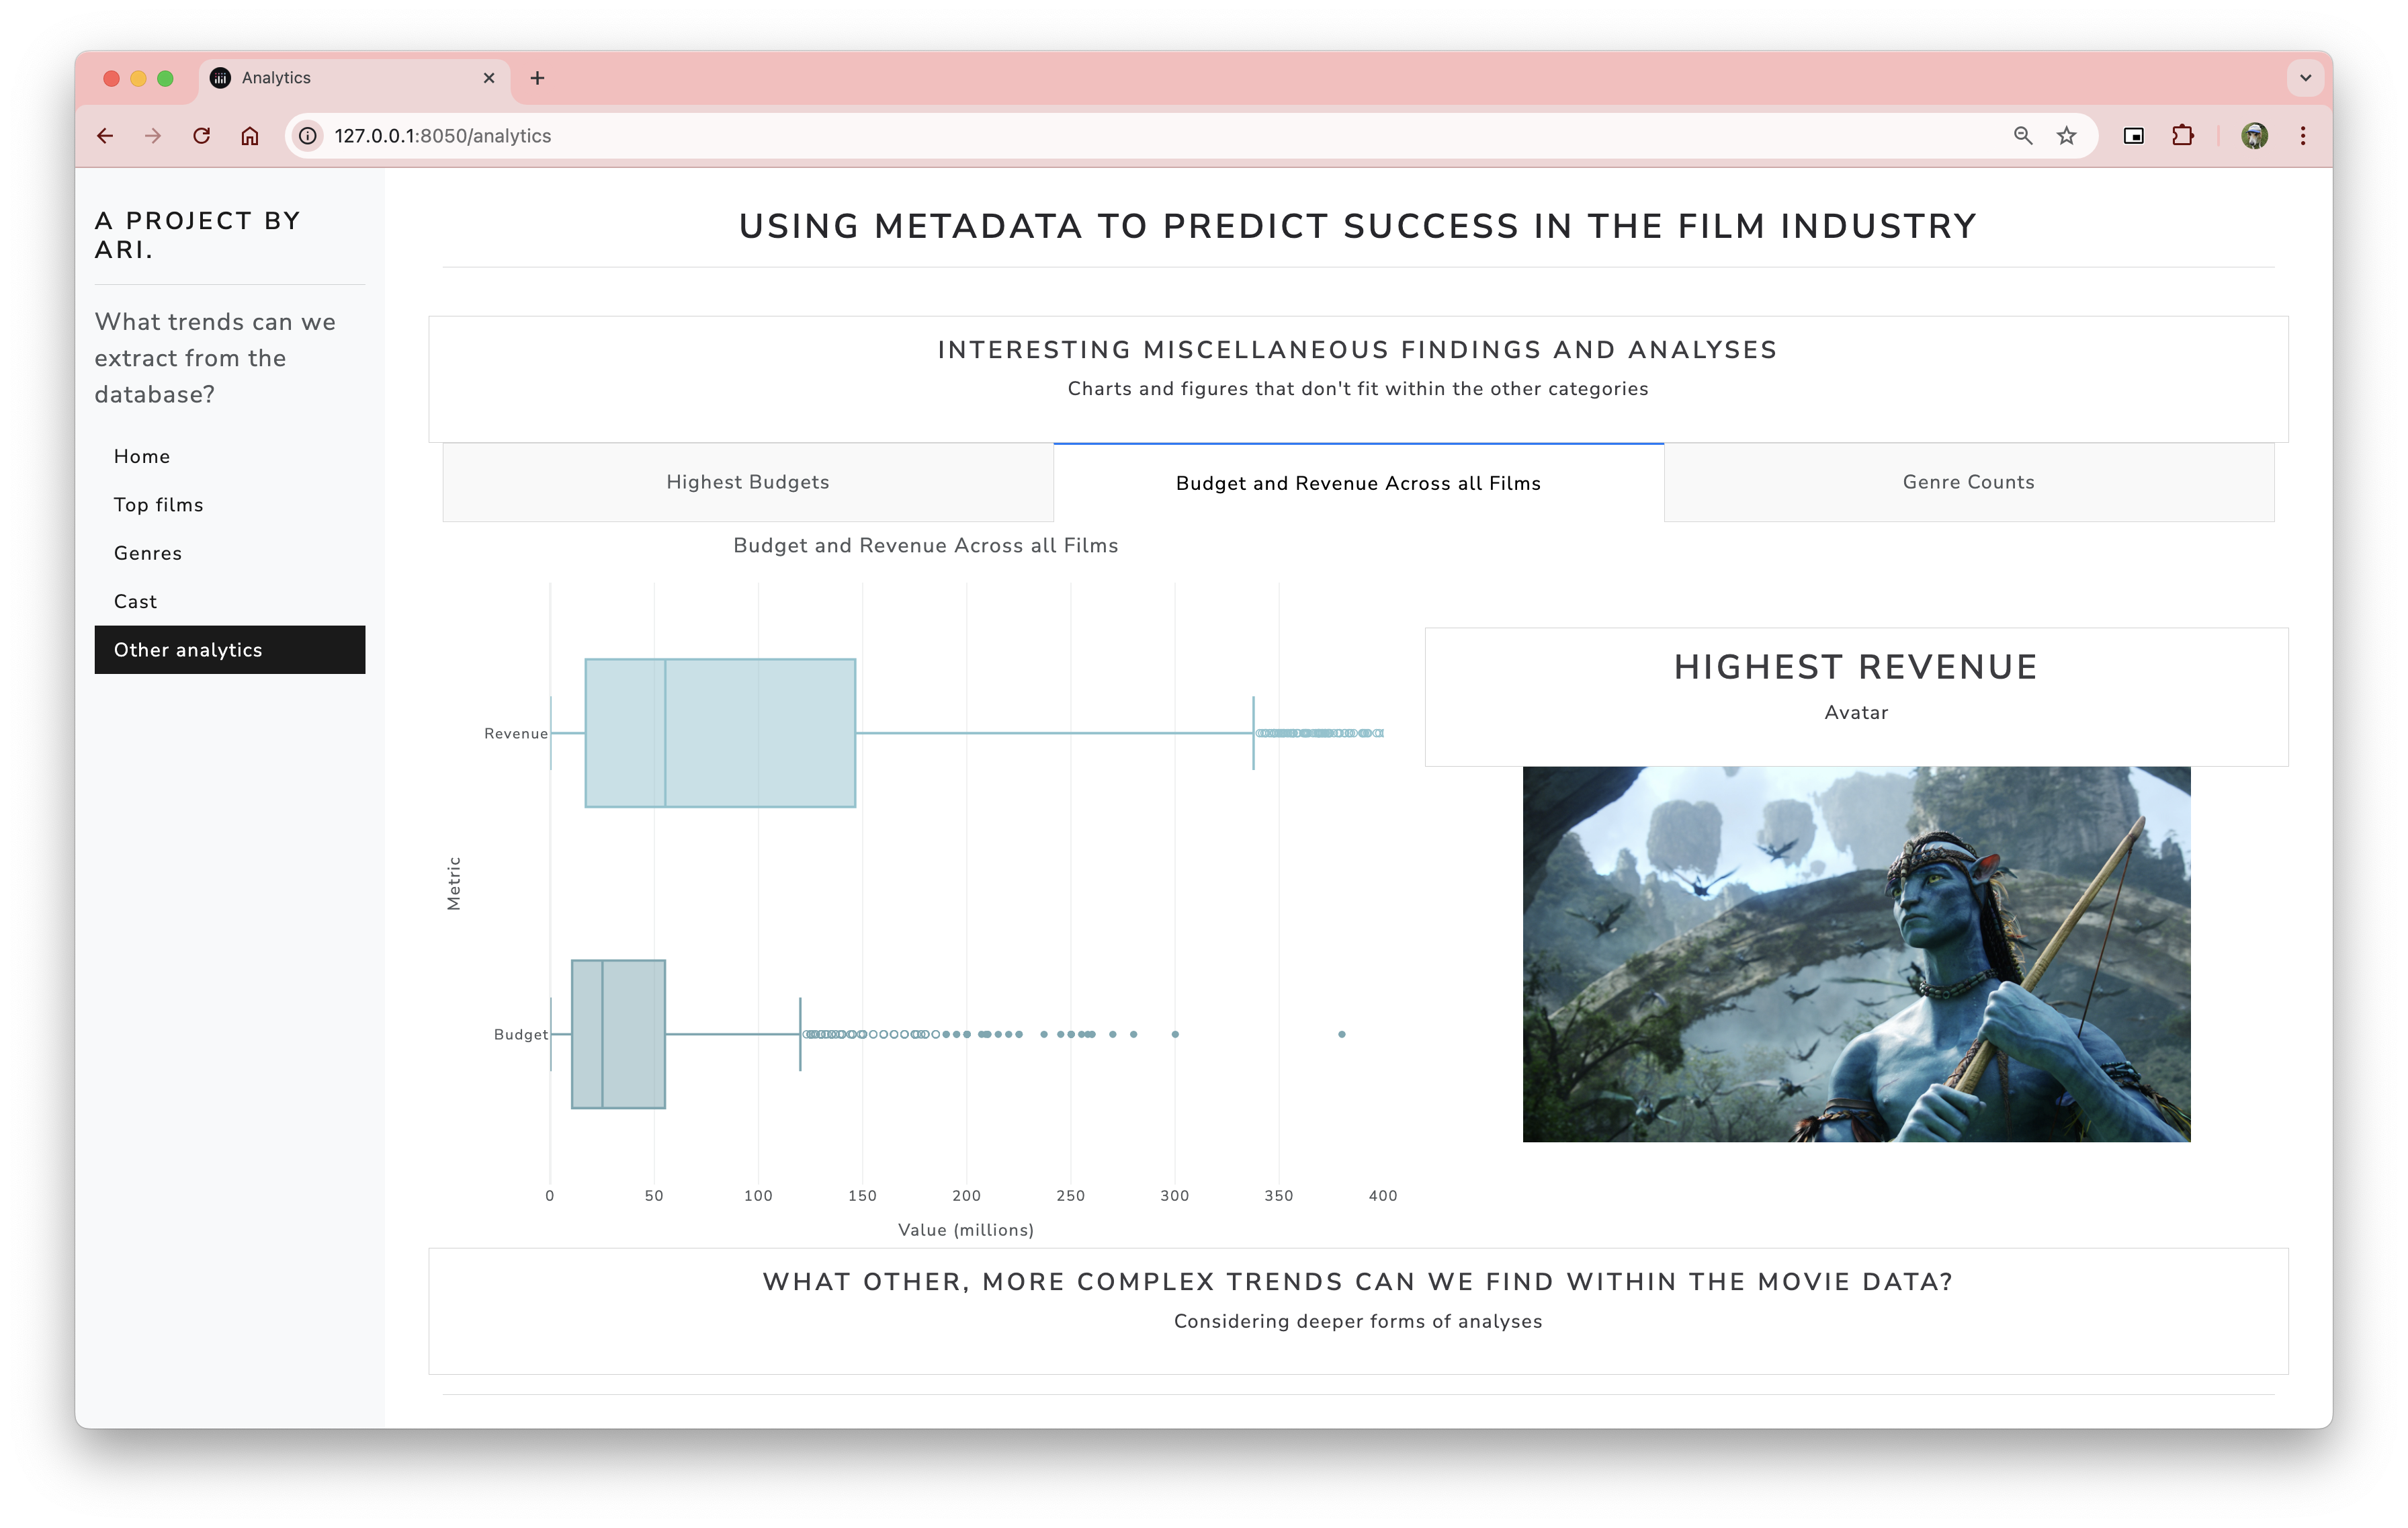 Analytics
127.0.0.1:8050/analytics
A PROJECT BY
ARI.
What trends can we
extract from the
database?
Home
Top films
Genres
Cast
Other analytics
USING METADATA TO PREDICT SUCCESS IN THE FILM INDUSTRY
INTERESTING MISCELLANEOUS FINDINGS AND ANALYSES
Charts and figures that don't fit within the other categories
Highest Budgets
Budget and Revenue Across all Films
Genre Counts
Budget and Revenue Across all Films
Metric
Revenue
Budget
0 50 100 150 200 250 300 350 400
Value (millions)
HIGHEST REVENUE
Avatar
WHAT OTHER, MORE COMPLEX TRENDS CAN WE FIND WITHIN THE MOVIE DATA?
Considering deeper forms of analyses